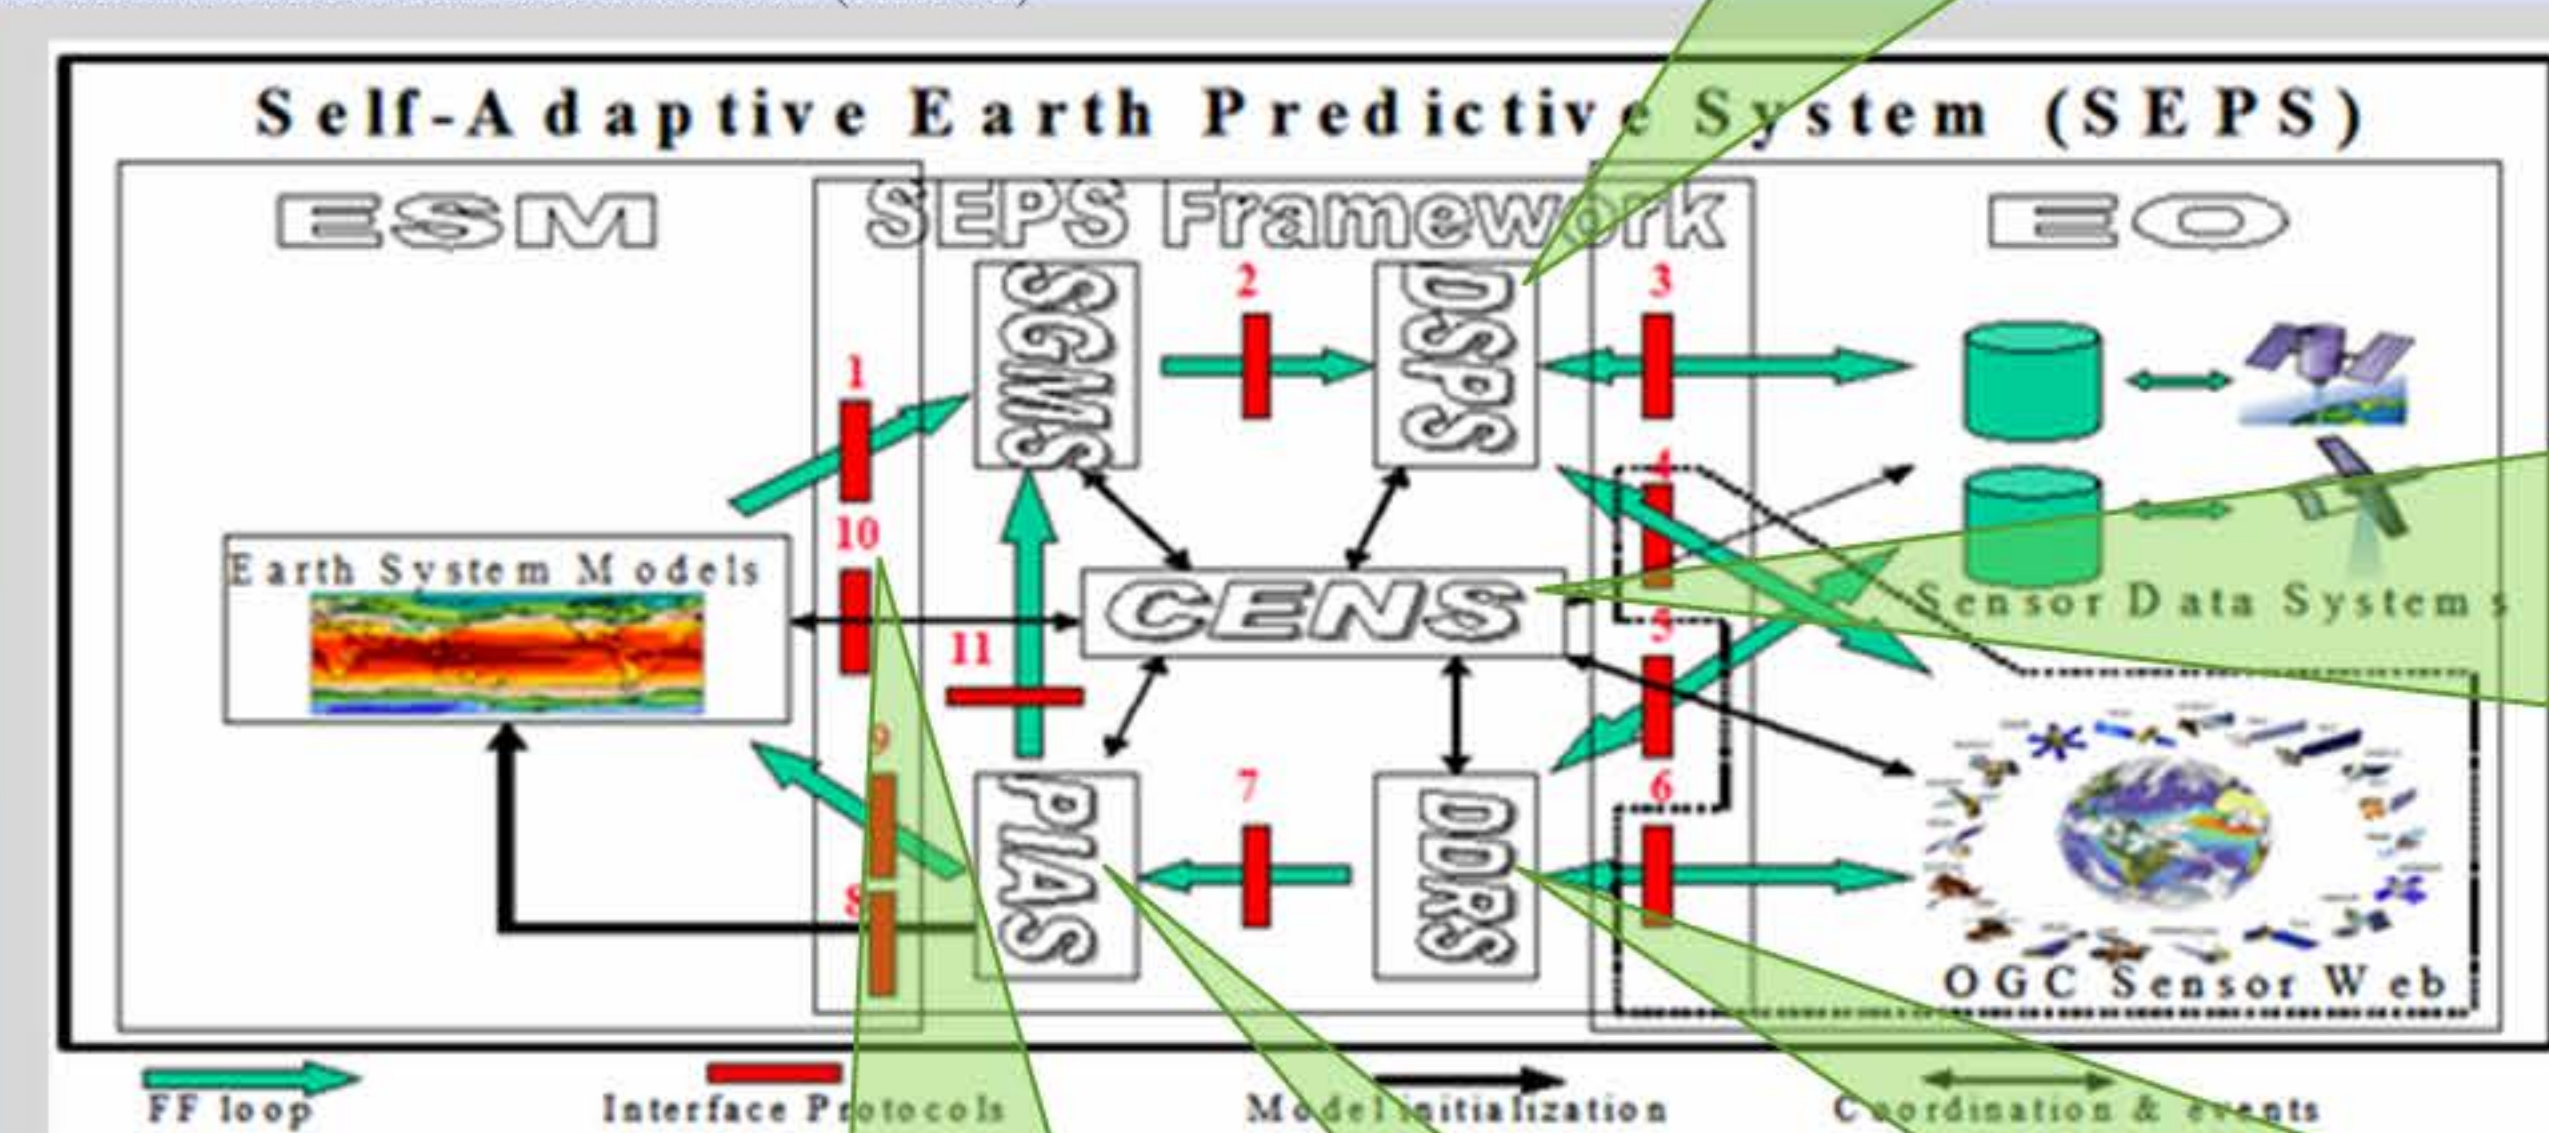 Self-Adaptive Earth Predictive System (SEPS)
ESM
SEPS Framework
EO
SGMS
2
DSPS
3
1
10
4
Earth System Models
CENS
Sensor Data Systems
11
5
9
PIAS
7
DDRS
6
8
OGC Sensor Web
FF loop
Interface Protocols
Model initialization
Coordination & events